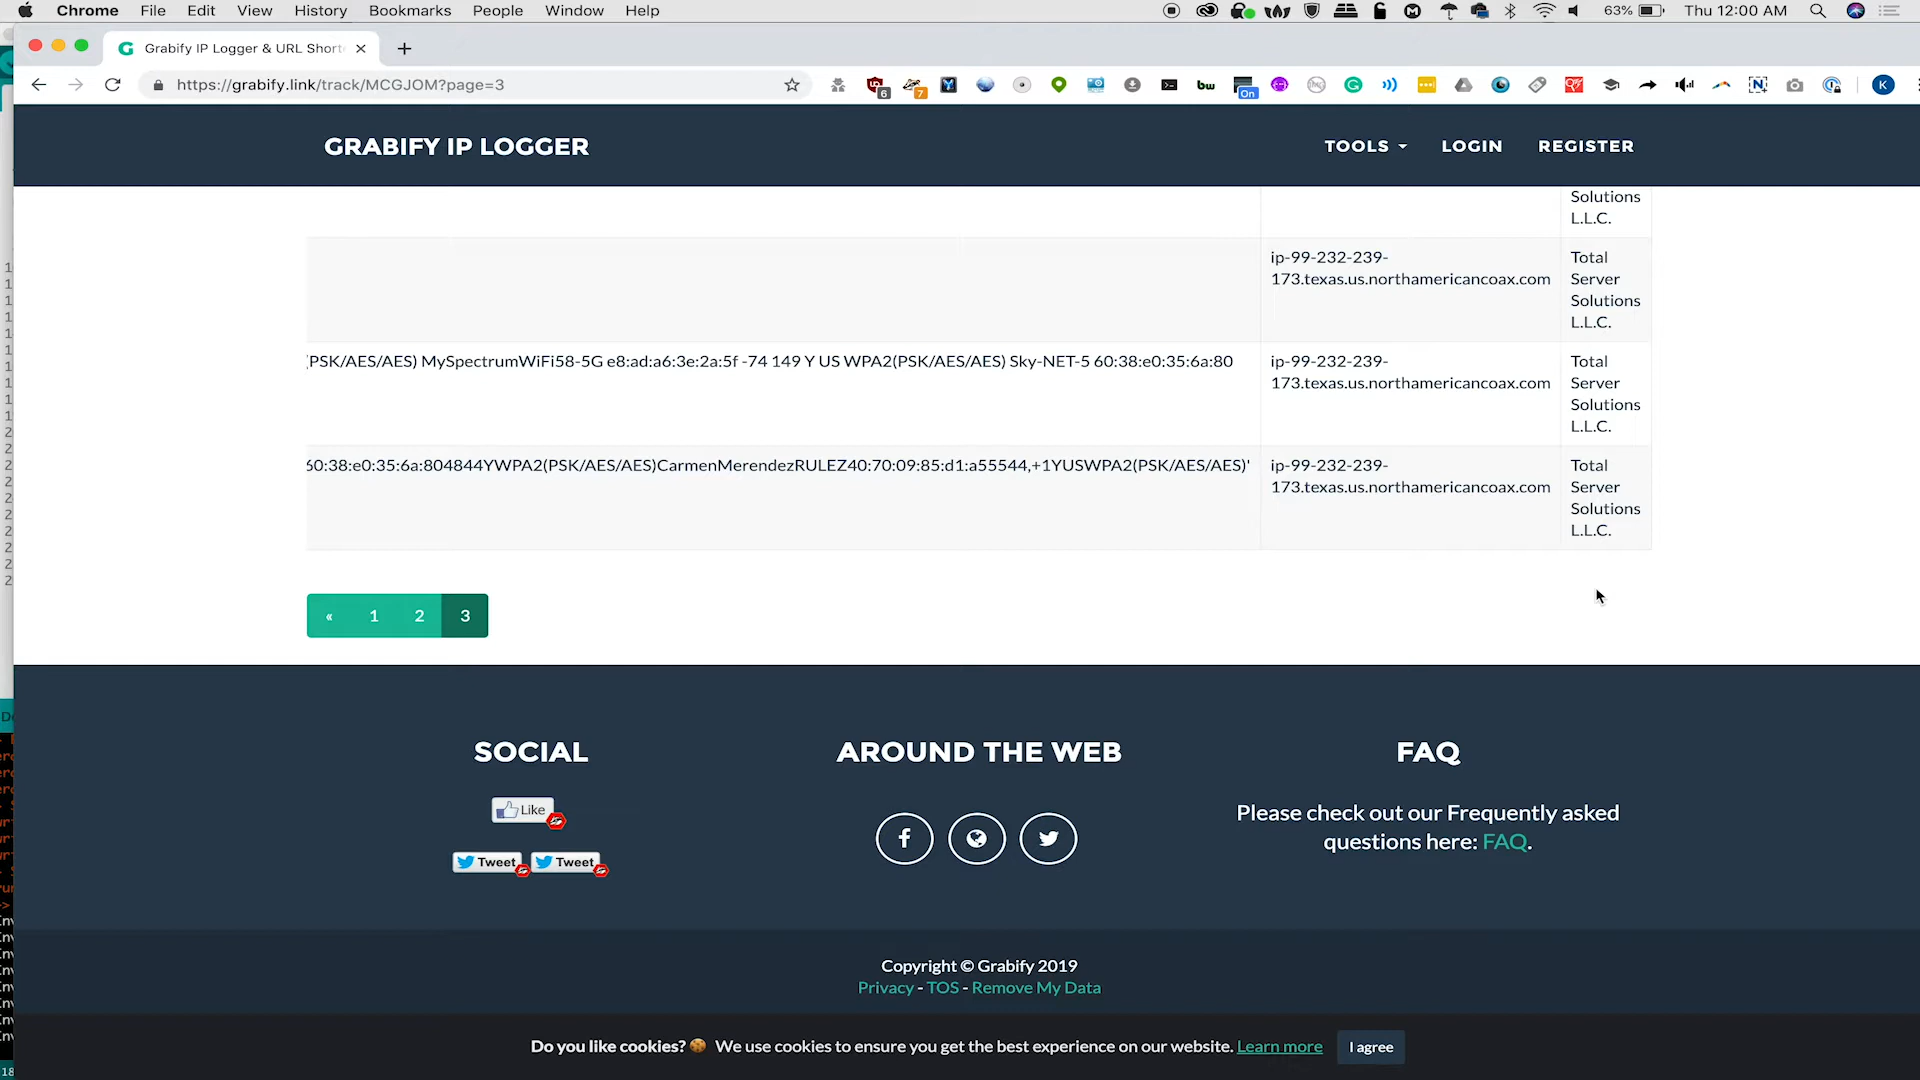 Chrome File Edit View History Bookmarks People Window Help 63% Thu 12:00 AM
Grabify IP Logger & URL Short
https://grabify.link/track/MCGJOM?page=3
6 7 bw On K
GRABIFY IP LOGGER TOOLS LOGIN REGISTER
Solutions
L.L.C.
ip-99-232-239-
173.texas.us.northamericancoax.com
Total
Server
Solutions
L.L.C.
(PSK/AES/AES) MySpectrumWiFi58-5G e8:ad:a6:3e:2a:5f -74 149 Y US WPA2(PSK/AES/AES) Sky-NET-5 60:38:e0:35:6a:80
ip-99-232-239-
173.texas.us.northamericancoax.com
Total
Server
Solutions
L.L.C.
60:38:e0:35:6a:804844YWPA2(PSK/AES/AES)CarmenMerendezRULEZ40:70:09:85:d1:a55544,+1YUSWPA2(PSK/AES/AES)'
ip-99-232-239-
173.texas.us.northamericancoax.com
Total
Server
Solutions
L.L.C.
« 1 2 3
SOCIAL
Like
Tweet Tweet
AROUND THE WEB
FAQ
Please check out our Frequently asked
questions here: FAQ.
Copyright © Grabify 2019
Privacy - TOS - Remove My Data
Do you like cookies? 🍪 We use cookies to ensure you get the best experience on our website. Learn more I agree